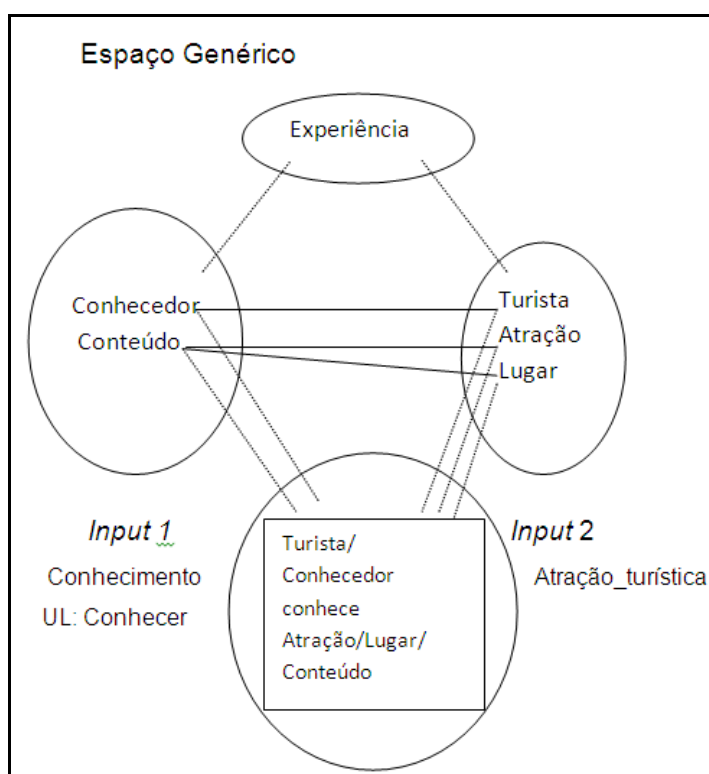 Espaço Genérico
Experiência
Conhecedor
Conteúdo
Turista
Atração
Lugar
Input 1
Conhecimento
UL: Conhecer
Turista/
Conhecedor
conhece
Atração/Lugar/
Conteúdo
Input 2
Atração_turística